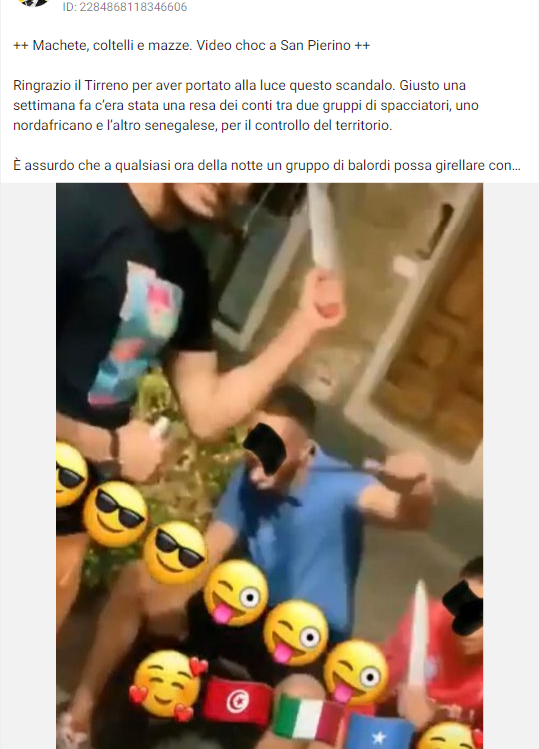 ID: 2284868118346606
++ Machete, coltelli e mazze. Video choc a San Pierino ++
Ringrazio il Tirreno per aver portato alla luce questo scandalo. Giusto una
settimana fa c’era stata una resa dei conti tra due gruppi di spacciatori, uno
nordafricano e l’altro senegalese, per il controllo del territorio.
È assurdo che a qualsiasi ora della notte un gruppo di balordi possa girellare con…